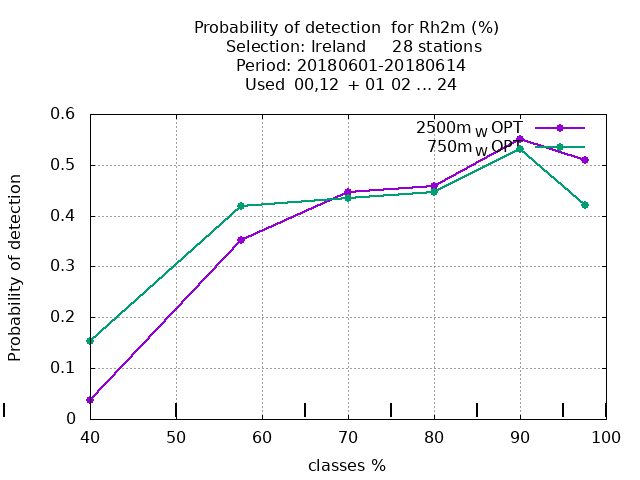 Probability of detection  for Rh2m (%)
Selection: Ireland     28 stations
Period: 20180601-20180614
Used  00,12  + 01 02 ... 24
2500m W OPT
750m W OPT
0.6
0.5
0.4
0.3
0.2
0.1
0
Probability of detection
40 50 60 70 80 90 100
classes %